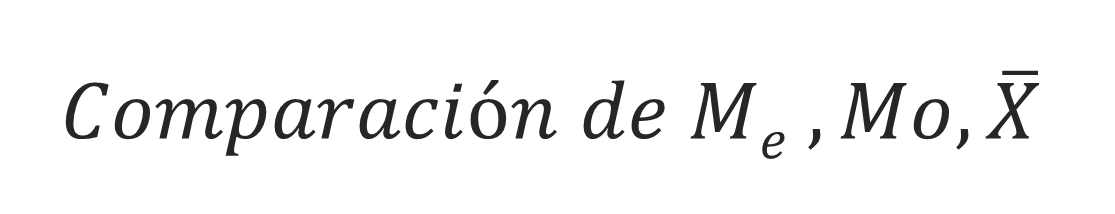 Comparación de Mₑ , Mo, X̅